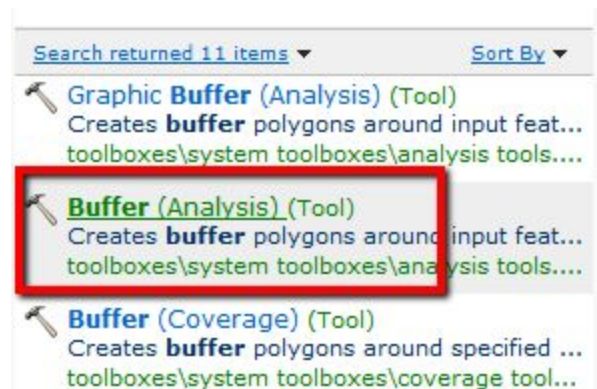 Search returned 11 items ▼ Sort By ▼
Graphic Buffer (Analysis) (Tool)
Creates buffer polygons around input feat...
toolboxes\system toolboxes\analysis tools....
Buffer (Analysis) (Tool)
Creates buffer polygons around input feat...
toolboxes\system toolboxes\analysis tools....
Buffer (Coverage) (Tool)
Creates buffer polygons around specified ...
toolboxes\system toolboxes\coverage tool...